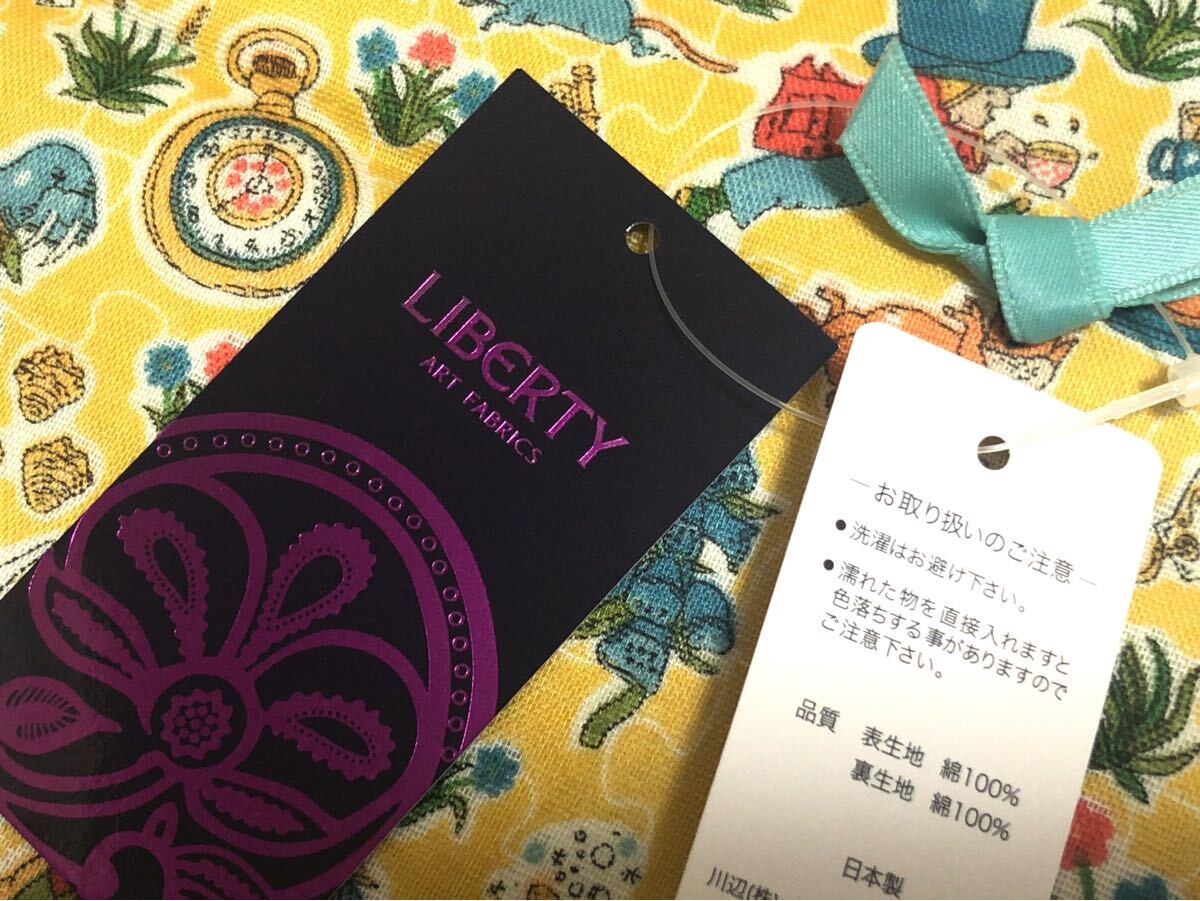 LIBERTY
ART FABRICS
―お取り扱いのご注意―
●洗濯はお避け下さい。
●濡れた物を直接入れますと
色落ちする事がありますので
ご注意下さい。
品質 表生地 綿100%
裏生地 綿100%
日本製
川辺(株)